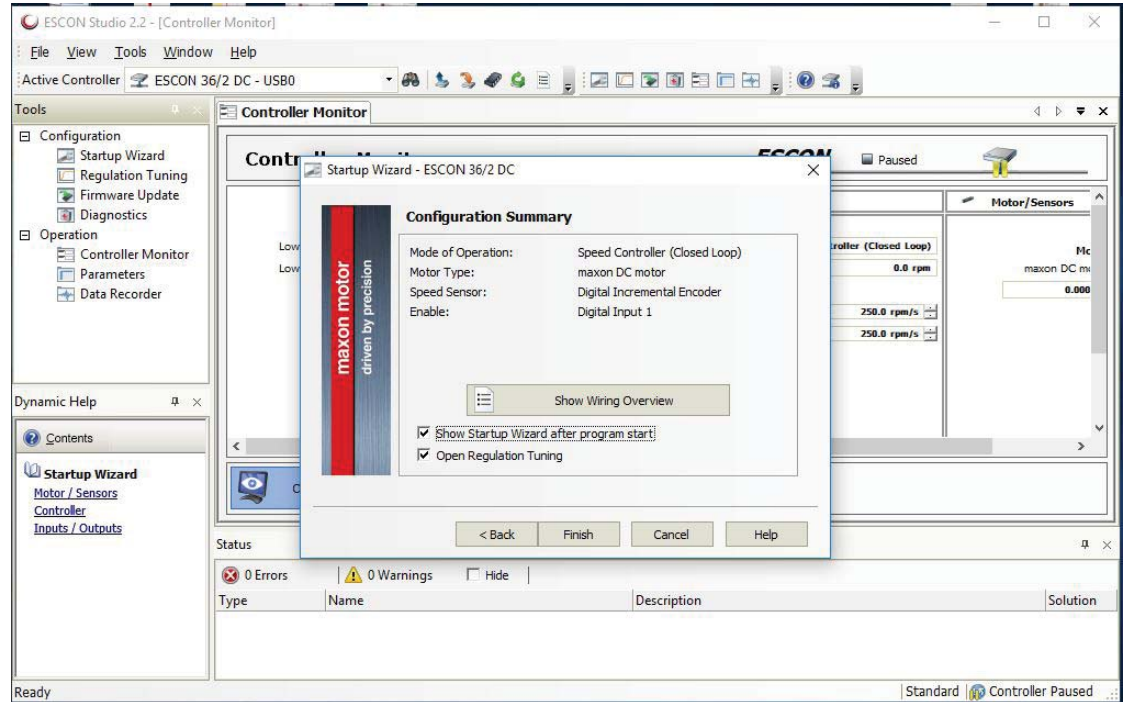 ESCON Studio 2.2 - [Controller Monitor]
File View Tools Window Help
Active Controller ESCON 36/2 DC - USB0
Tools
Configuration
Startup Wizard
Regulation Tuning
Firmware Update
Diagnostics
Operation
Controller Monitor
Parameters
Data Recorder
Dynamic Help
Contents
Startup Wizard
Motor / Sensors
Controller
Inputs / Outputs
Controller Monitor
Contr
ESCON
Paused
Motor/Sensors
Low
Low
roller (Closed Loop)
0.0 rpm
250.0 rpm/s
250.0 rpm/s
Mc
maxon DC m
0.000
C
Startup Wizard - ESCON 36/2 DC
maxon motor
driven by precision
Configuration Summary
Mode of Operation: Speed Controller (Closed Loop)
Motor Type: maxon DC motor
Speed Sensor: Digital Incremental Encoder
Enable: Digital Input 1
Show Wiring Overview
Show Startup Wizard after program start
Open Regulation Tuning
< Back Finish Cancel Help
Status
0 Errors 0 Warnings Hide
Type Name Description Solution
Ready Standard Controller Paused